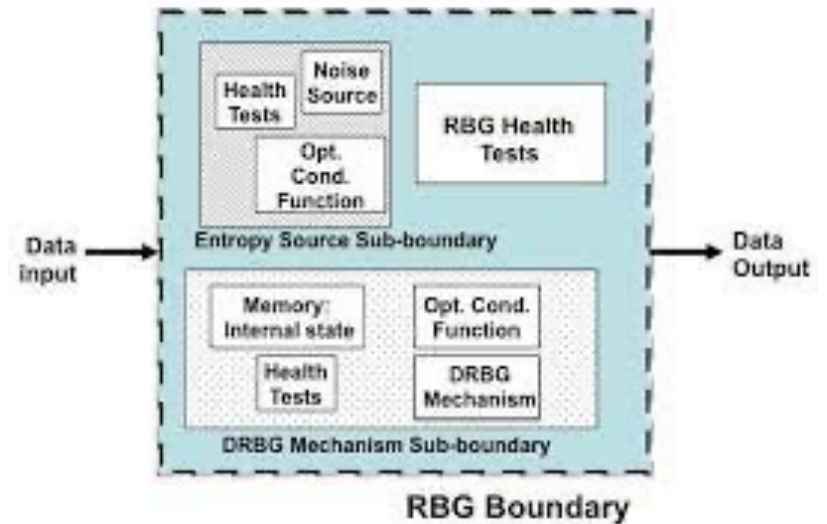 Noise
Source
Health
Tests
Opt.
Cond.
Function
RBG Health
Tests
Entropy Source Sub-boundary
Data
input
Data
Output
Memory:
Internal state
Opt. Cond.
Function
Health
Tests
DRBG
Mechanism
DRBG Mechanism Sub-boundary
RBG Boundary